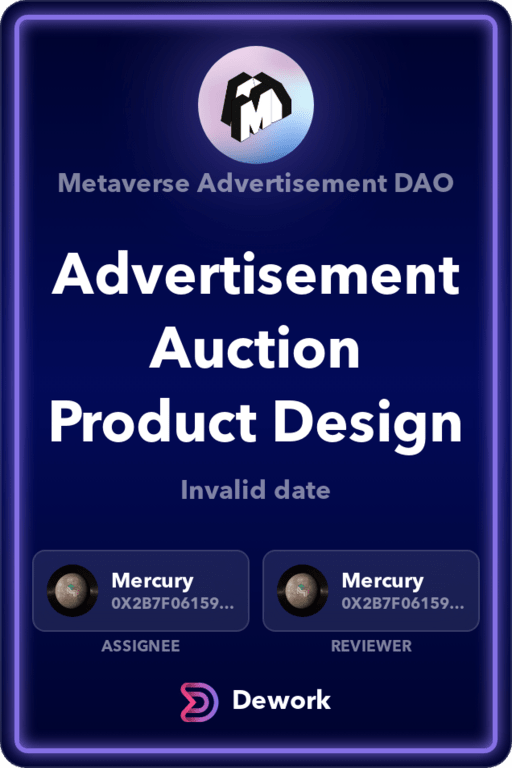 M
Metaverse Advertisement DAO
Advertisement
Auction
Product Design
Invalid date
Mercury
0X2B7F06159...
ASSIGNEE
Mercury
0X2B7F06159...
REVIEWER
Dework